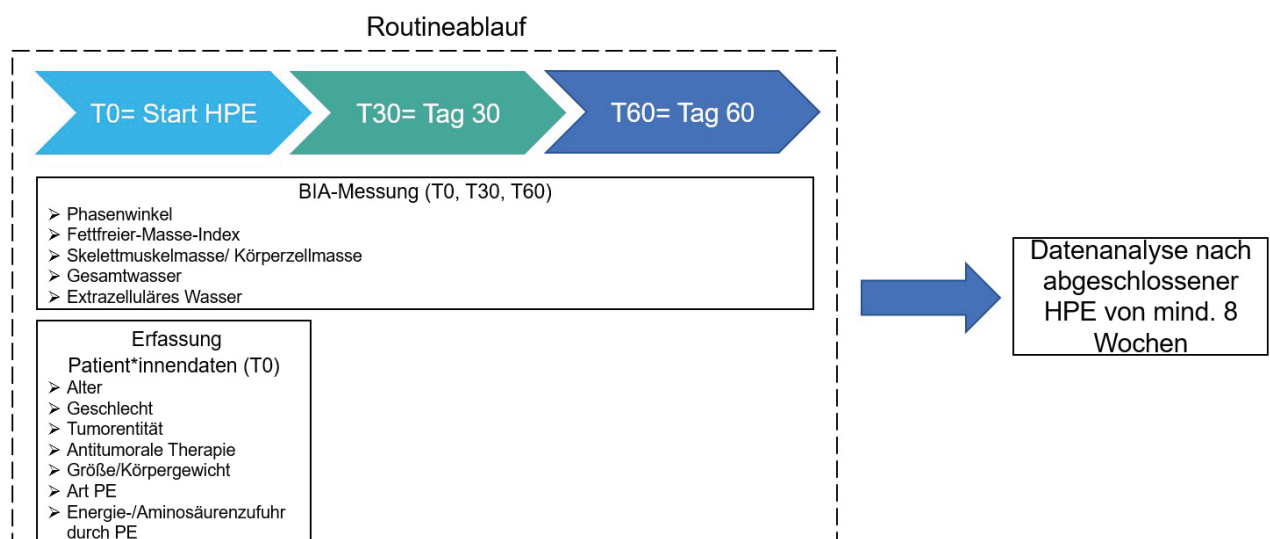 Routineablauf
T0= Start HPE
T30= Tag 30
T60= Tag 60
BIA-Messung (T0, T30, T60)
➢ Phasenwinkel
➢ Fettfreier-Masse-Index
➢ Skelettmuskelmasse/ Körperzellmasse
➢ Gesamtwasser
➢ Extrazelluläres Wasser
Erfassung
Patient*innendaten (T0)
➢ Alter
➢ Geschlecht
➢ Tumorentität
➢ Antitumorale Therapie
➢ Größe/Körpergewicht
➢ Art PE
➢ Energie-/Aminosäurenzufuhr
durch PE
Datenanalyse nach
abgeschlossener
HPE von mind. 8
Wochen